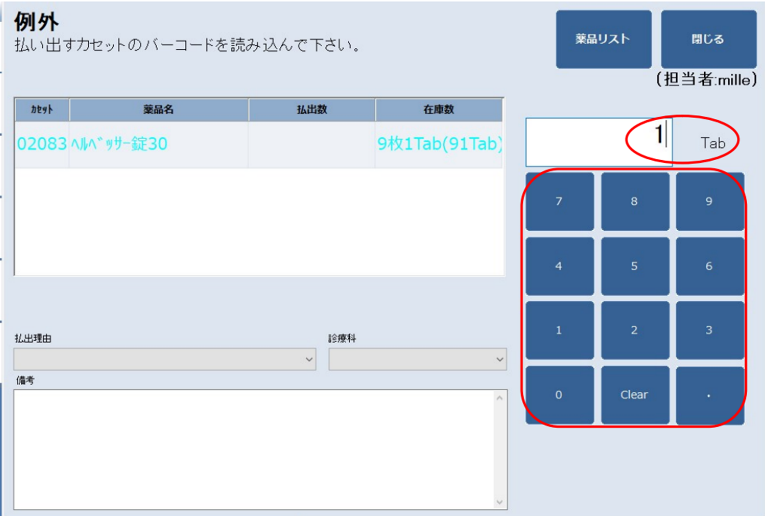 例外
払い出すカセットのバーコードを読み込んで下さい。
薬品リスト
閉じる
(担当者:mille)
ｶｾｯﾄ 薬品名 払出数 在庫数
02083 ﾍﾙﾍﾞｯｻｰ錠30 9枚1Tab(91Tab)
1 Tab
7 8 9
4 5 6
1 2 3
0 Clear .
払出理由 診療科
備考